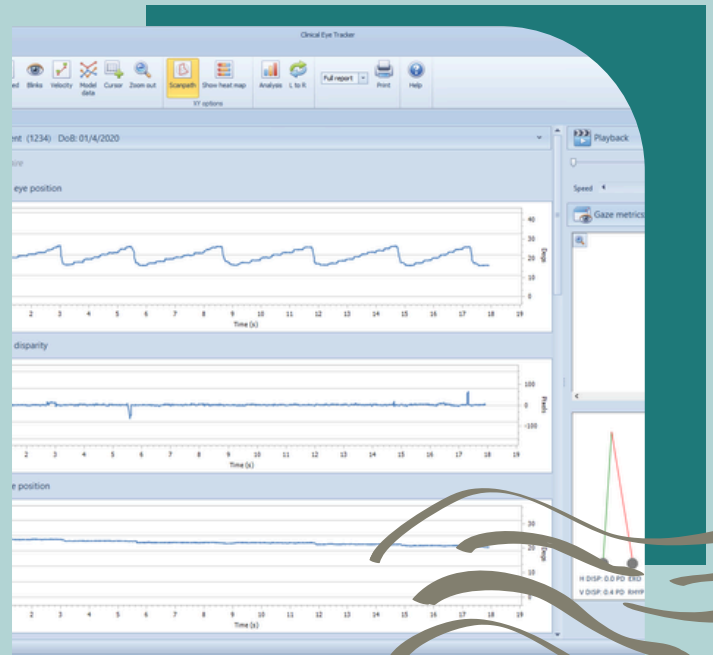 Clinical Eye Tracker
ed Blinks Velocity Model data Cursor Zoom out Scanpath Show heat map Analysis L to R Full report Print Help
XY options
nt (1234) DoB: 01/4/2020
Playback
Speed
eye position
Gaze metrics
40
30
20
10
0
Degs
2 3 4 5 6 7 8 9 10 11 12 13 14 15 16 17 18 19
Time (s)
disparity
100
0
-100
Pixels
2 3 4 5 6 7 8 9 10 11 12 13 14 15 16 17 18 19
Time (s)
e position
30
20
10
0
Degs
2 3 4 5 6 7 8 9 10 11 12 13 14 15 16 17 18 19
Time (s)
H DISP: 0.0 PD
V DISP: 0.4 PD RHYP